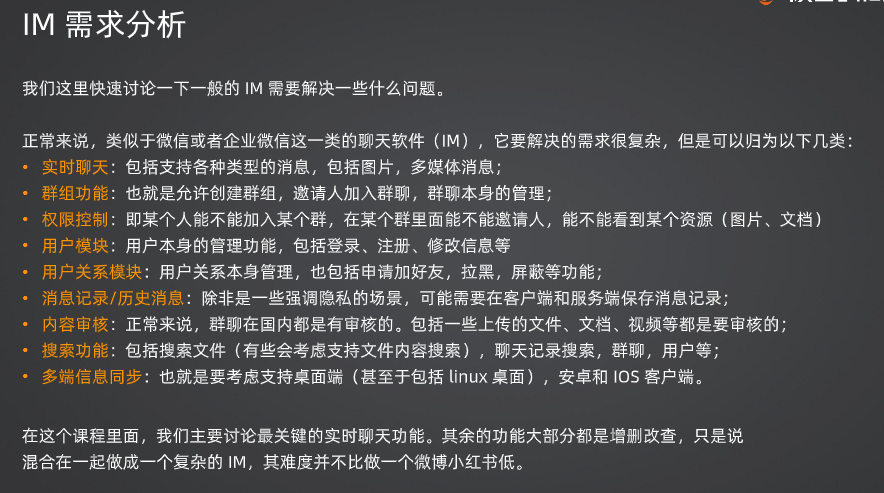 IM 需求分析
我们这里快速讨论一下一般的 IM 需要解决一些什么问题。
正常来说，类似于微信或者企业微信这一类的聊天软件（IM），它要解决的需求很复杂，但是可以归为以下几类：
• 实时聊天：包括支持各种类型的消息，包括图片，多媒体消息；
• 群组功能：也就是允许创建群组，邀请人加入群聊，群聊本身的管理；
• 权限控制：即某个人能不能加入某个群，在某个群里面能不能邀请人，能不能看到某个资源（图片、文档）
• 用户模块：用户本身的管理功能，包括登录、注册、修改信息等
• 用户关系模块：用户关系本身管理，也包括申请加好友，拉黑，屏蔽等功能；
• 消息记录/历史消息：除非是一些强调隐私的场景，可能需要在客户端和服务端保存消息记录；
• 内容审核：正常来说，群聊在国内都是有审核的。包括一些上传的文件、文档、视频等都是要审核的；
• 搜索功能：包括搜索文件（有些会考虑支持文件内容搜索），聊天记录搜索，群聊，用户等；
• 多端信息同步：也就是要考虑支持桌面端（甚至于包括 linux 桌面），安卓和 IOS 客户端。
在这个课程里面，我们主要讨论最关键的实时聊天功能。其余的功能大部分都是增删改查，只是说
混合在一起做成一个复杂的 IM，其难度并不比做一个微博小红书低。